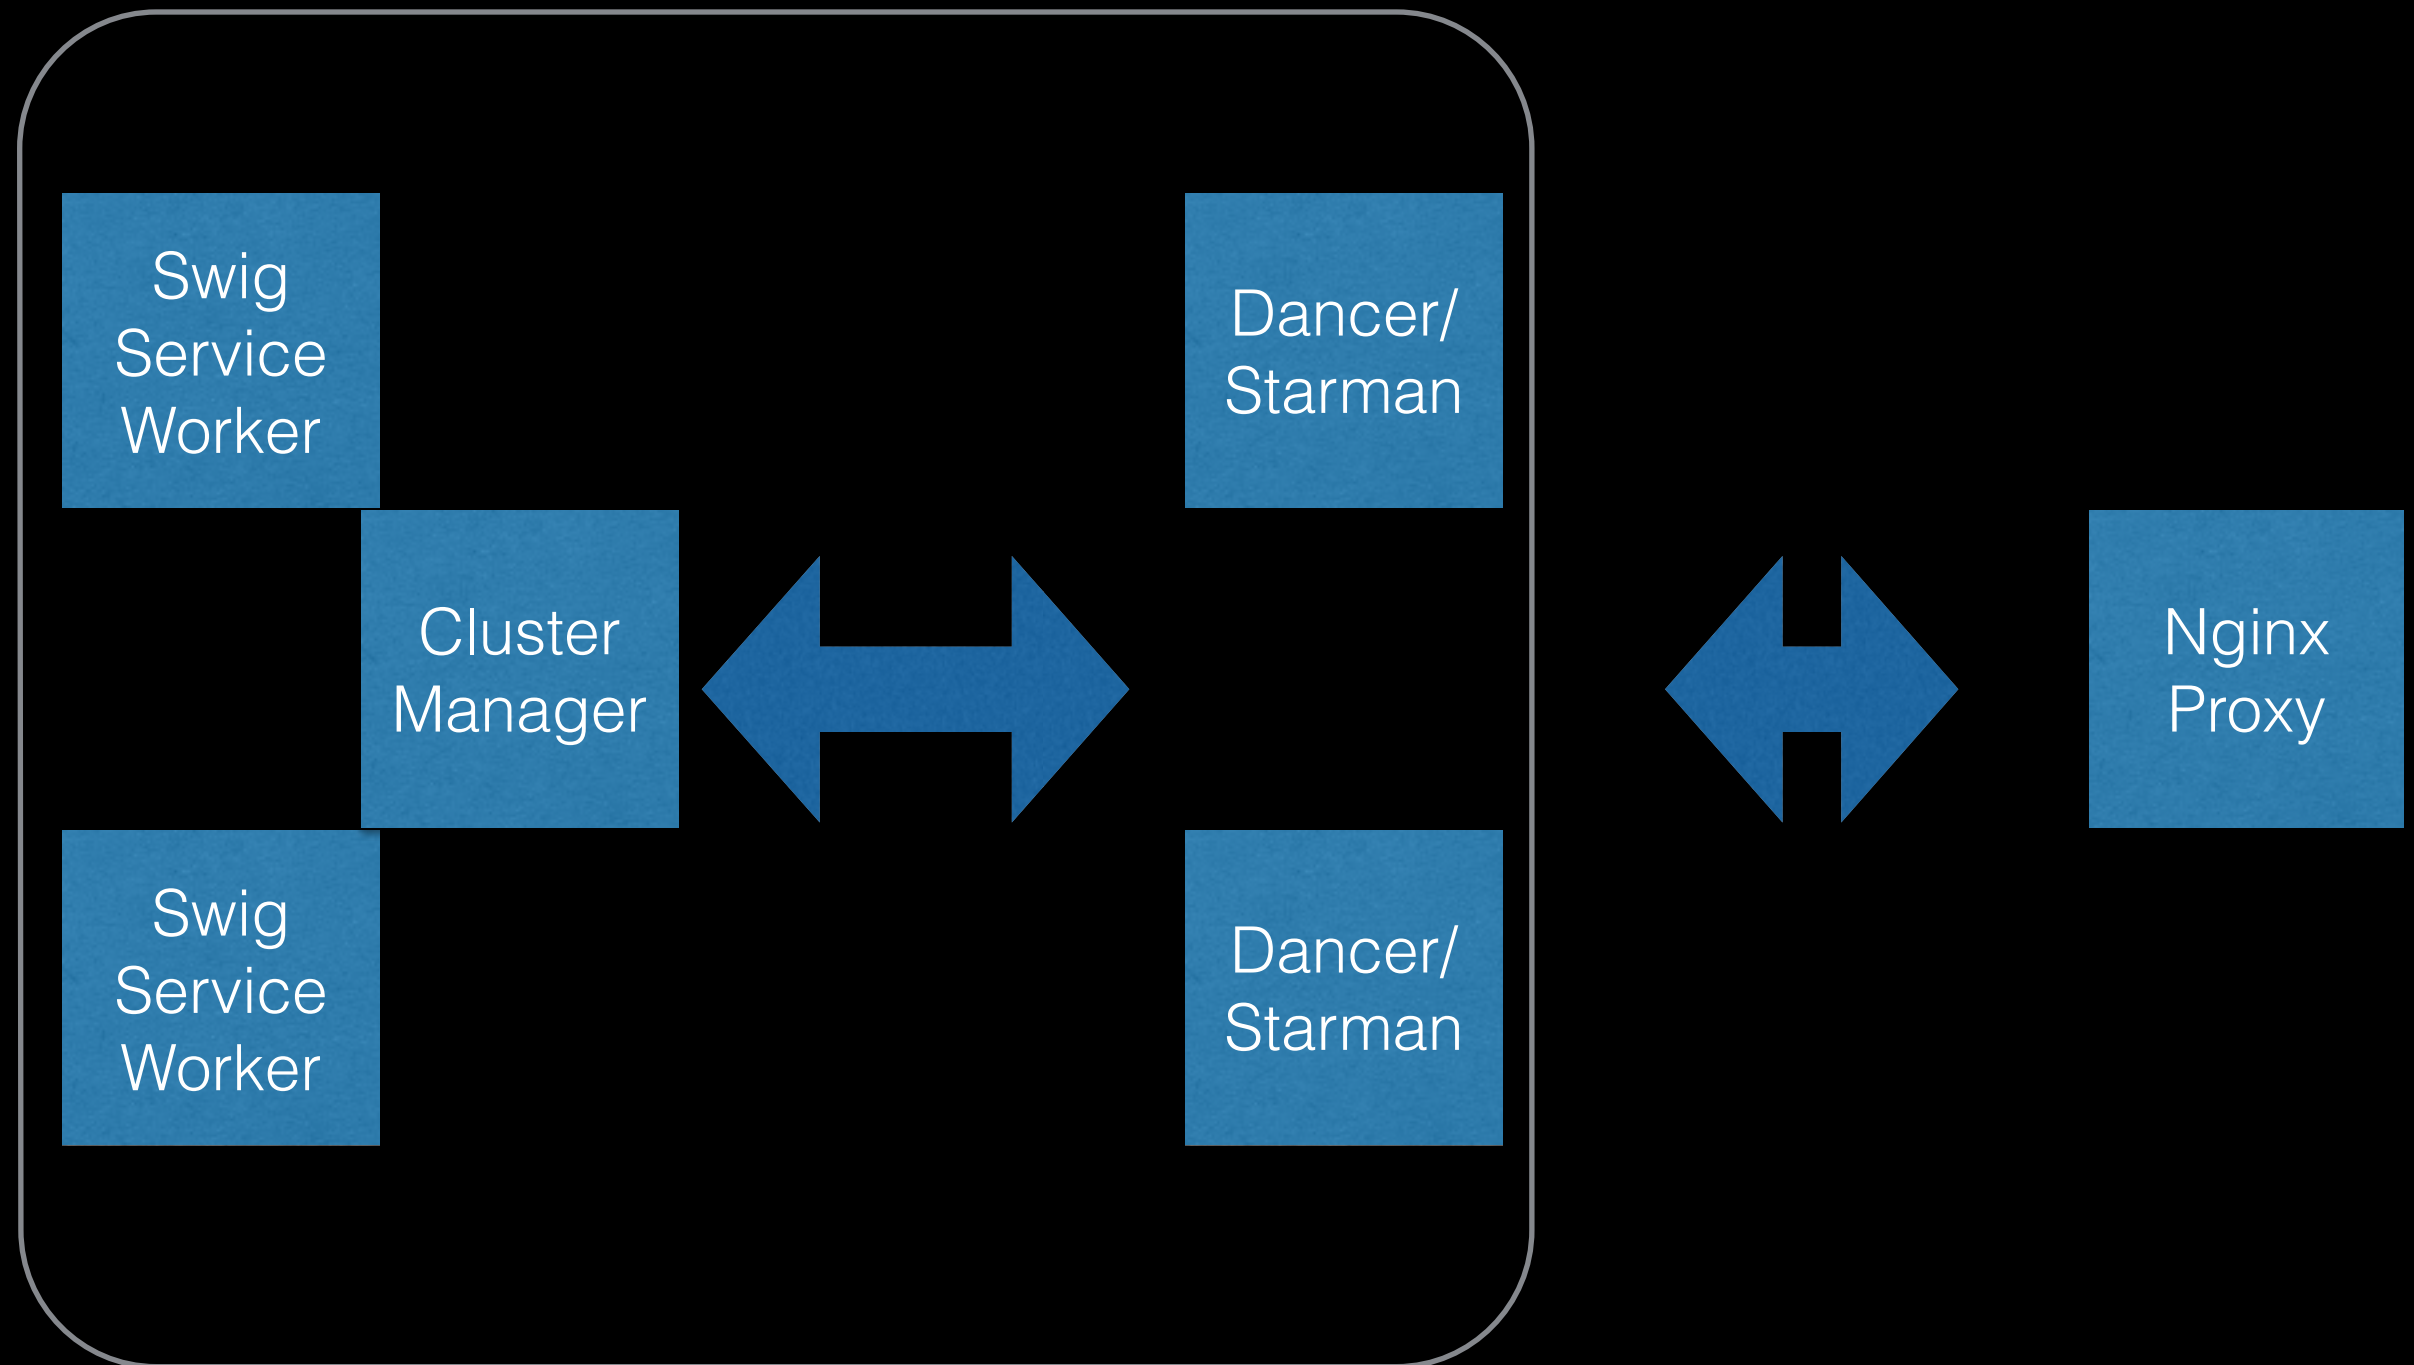 Swig
Service
Worker
Dancer/
Starman
Cluster
Manager
Nginx
Proxy
Swig
Service
Worker
Dancer/
Starman